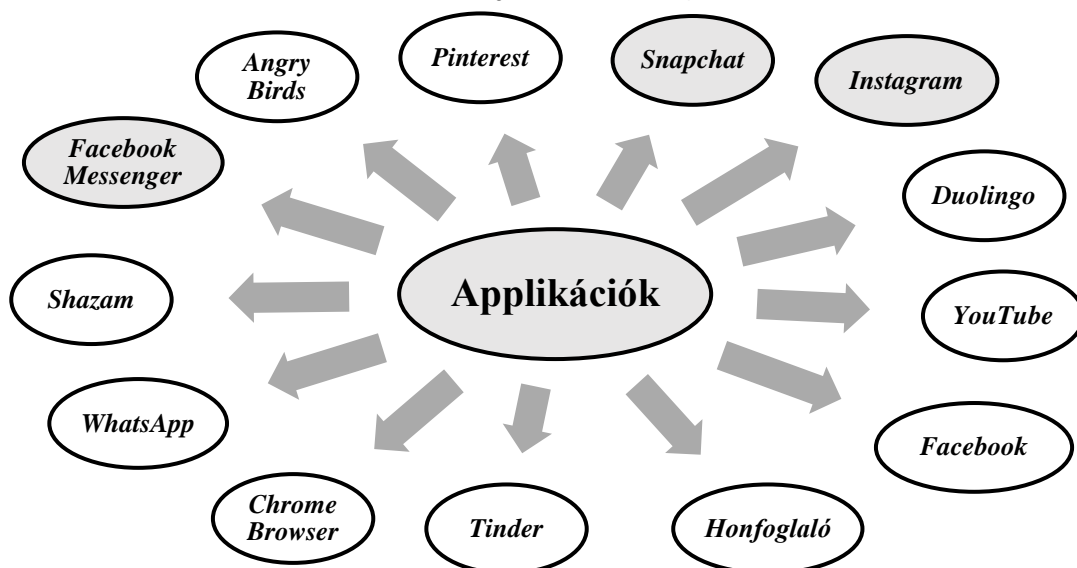 Angry
Birds
Pinterest
Snapchat
Instagram
Facebook
Messenger
Duolingo
Shazam
Applikációk
YouTube
WhatsApp
Facebook
Chrome
Browser
Tinder
Honfoglaló